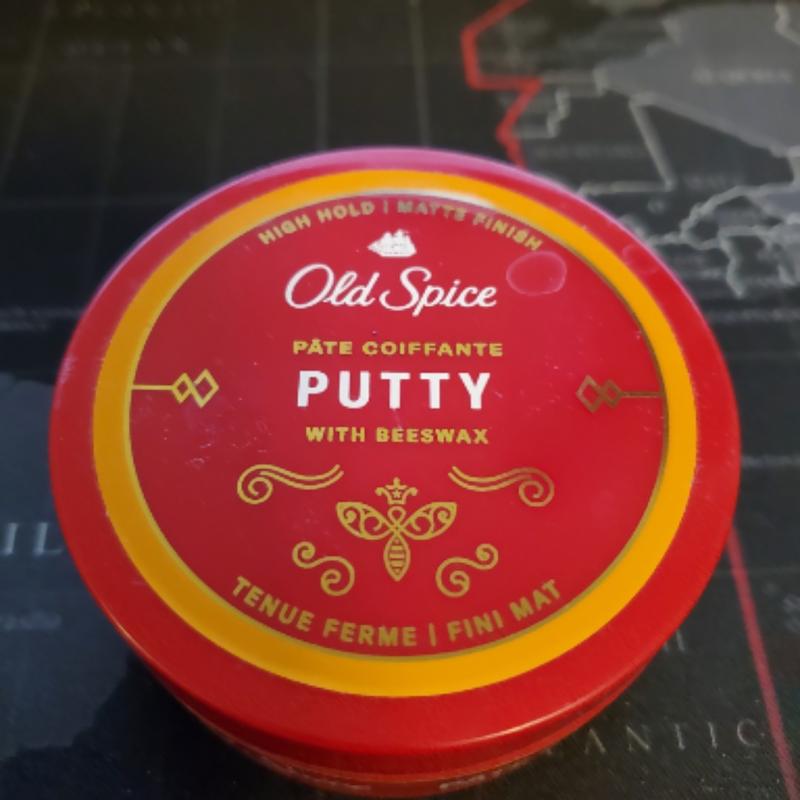 HIGH HOLD | MATTE FINISH
Old Spice
PÂTE COIFFANTE
PUTTY
WITH BEESWAX
TENUE FERME | FINI MAT